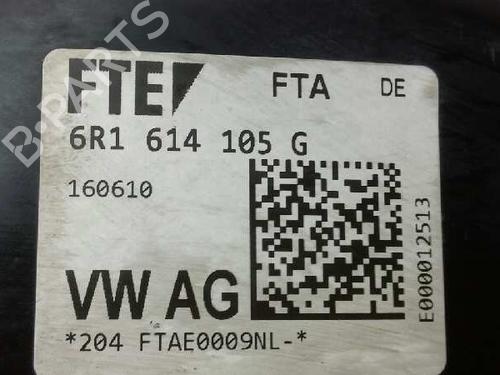 FTE FTA DE
6R1 614 105 G
160610
E000012513
VW AG
*204 FTAE0009NL-*
B-PARTS